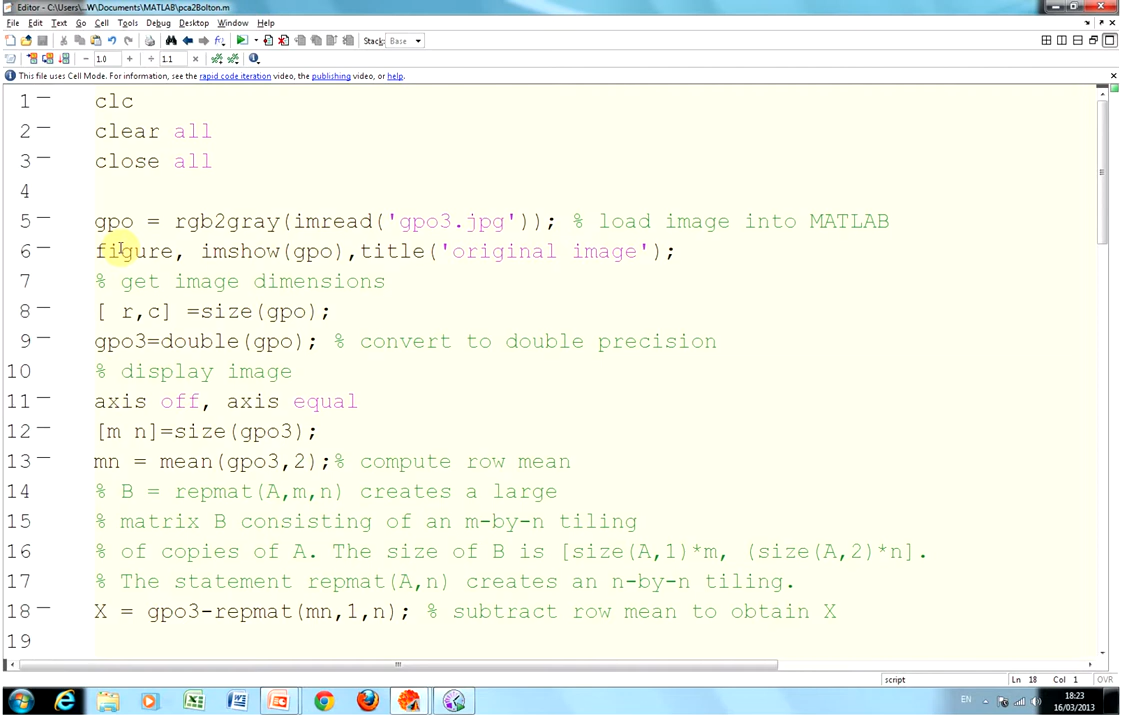 Editor - C:\Users\...W\Documents\MATLAB\pca2Bolton.m
File Edit Text Go Cell Tools Debug Desktop Window Help
Stack: Base
1.0 1.1
This file uses Cell Mode. For information, see the rapid code iteration video, the publishing video, or help.
1 clc
2 clear all
3 close all
4
5 gpo = rgb2gray(imread('gpo3.jpg')); % load image into MATLAB
6 figure, imshow(gpo),title('original image');
7 % get image dimensions
8 [ r,c] =size(gpo);
9 gpo3=double(gpo); % convert to double precision
10 % display image
11 axis off, axis equal
12 [m n]=size(gpo3);
13 mn = mean(gpo3,2);% compute row mean
14 % B = repmat(A,m,n) creates a large
15 % matrix B consisting of an m-by-n tiling
16 % of copies of A. The size of B is [size(A,1)*m, (size(A,2)*n].
17 % The statement repmat(A,n) creates an n-by-n tiling.
18 X = gpo3-repmat(mn,1,n); % subtract row mean to obtain X
19
script Ln 18 Col 1 OVR
EN 18:23
16/03/2013